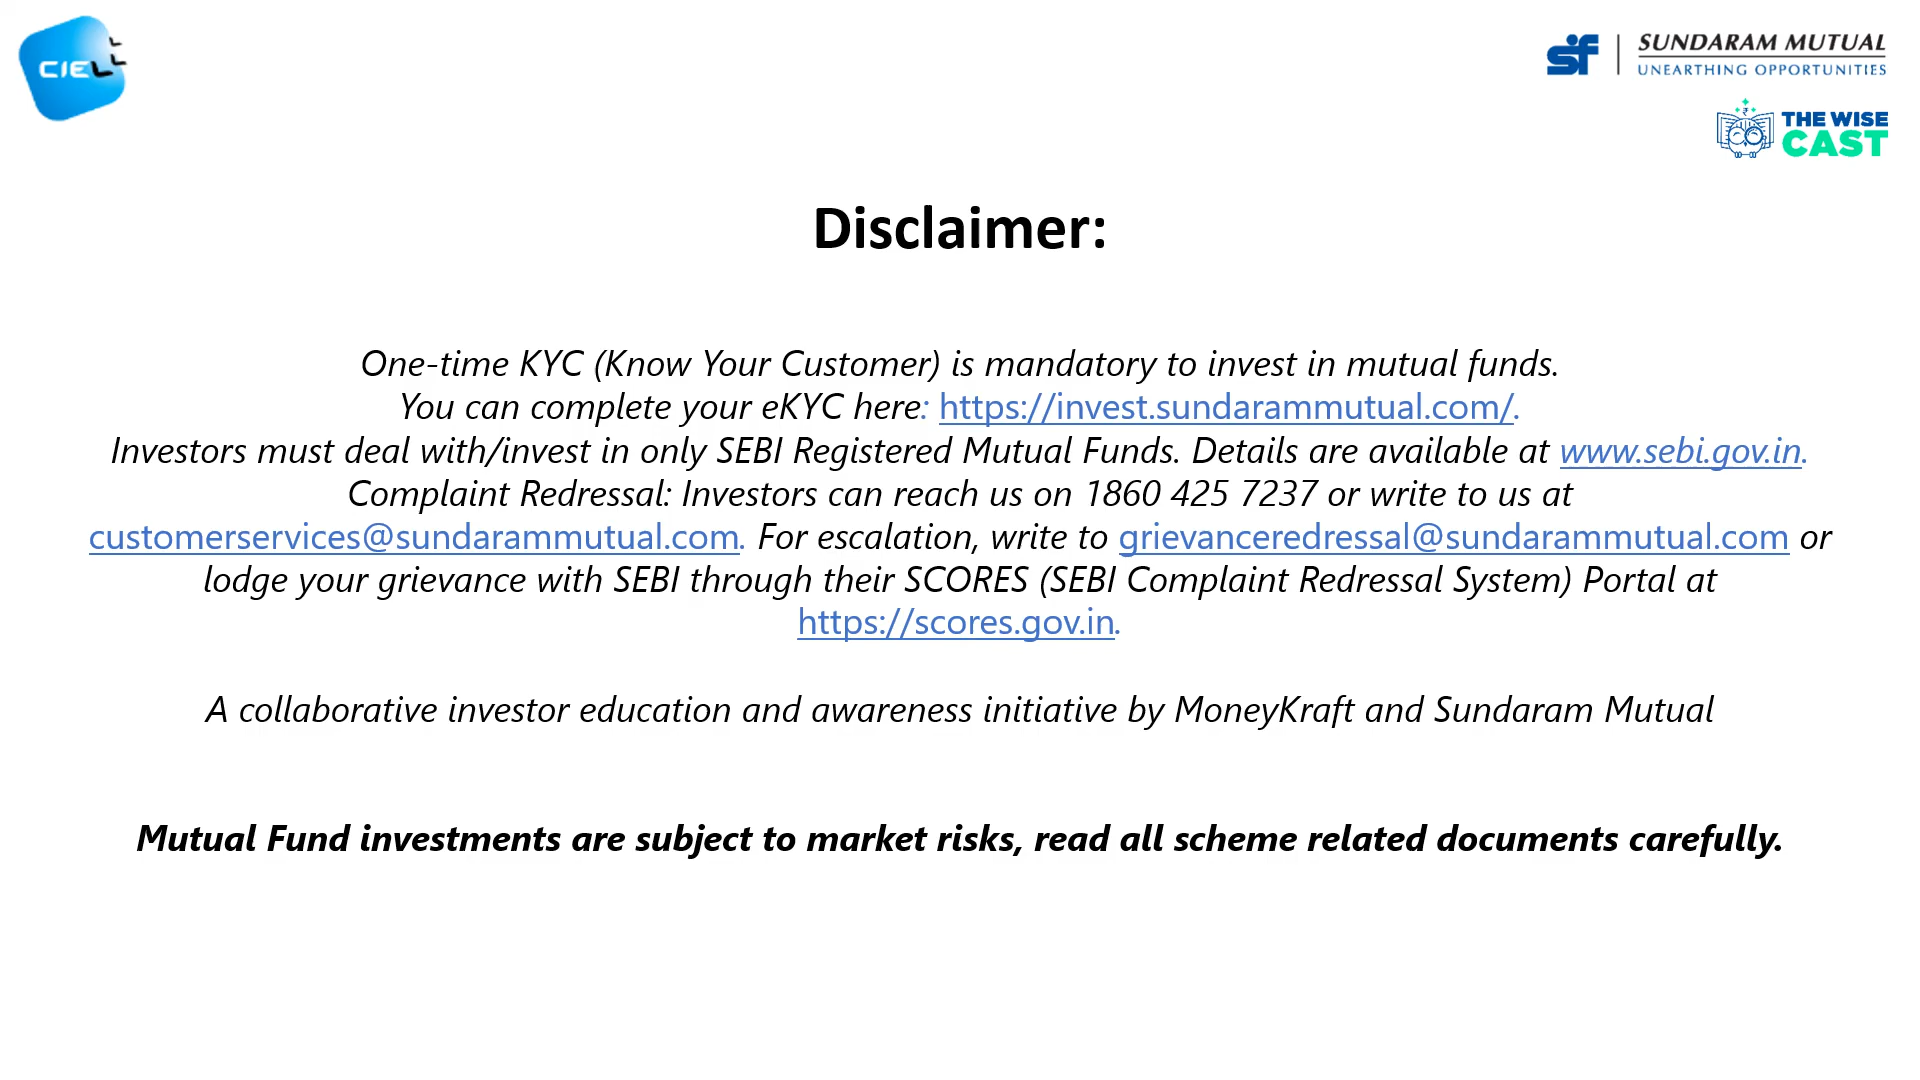 CIEL
SUNDARAM MUTUAL
UNEARTHING OPPORTUNITIES
THE WISE
CAST
Disclaimer:
One-time KYC (Know Your Customer) is mandatory to invest in mutual funds.
You can complete your eKYC here: https://invest.sundarammutual.com/.
Investors must deal with/invest in only SEBI Registered Mutual Funds. Details are available at www.sebi.gov.in.
Complaint Redressal: Investors can reach us on 1860 425 7237 or write to us at
customerservices@sundarammutual.com. For escalation, write to grievanceredressal@sundarammutual.com or
lodge your grievance with SEBI through their SCORES (SEBI Complaint Redressal System) Portal at
https://scores.gov.in.
A collaborative investor education and awareness initiative by MoneyKraft and Sundaram Mutual
Mutual Fund investments are subject to market risks, read all scheme related documents carefully.